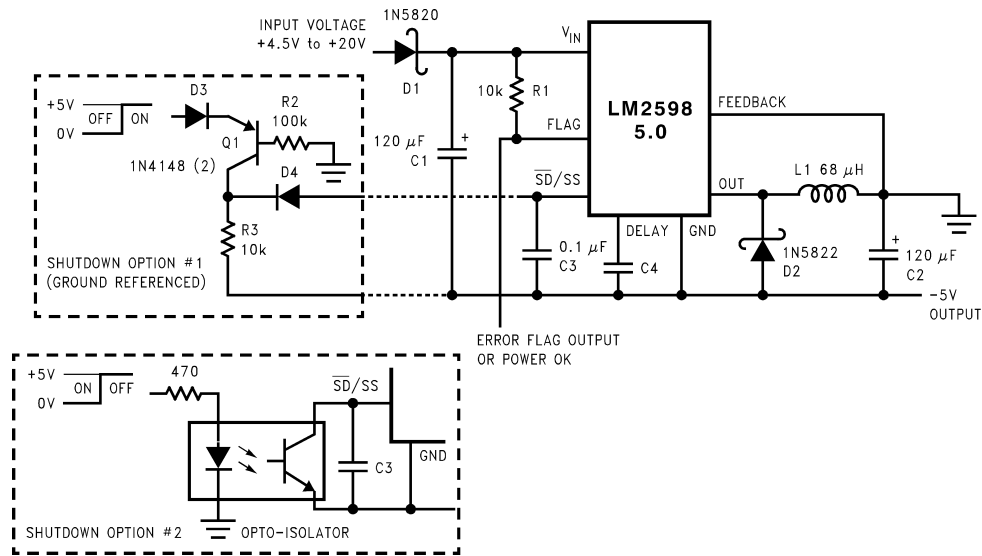 1N5820
INPUT VOLTAGE
+4.5V to +20V
D1
VIN
10k R1
FLAG
120 µF
+
C1
LM2598
5.0
FEEDBACK
OUT
L1 68 µH
S̅D̅/SS
DELAY
GND
0.1 µF
C3
C4
1N5822
D2
+
120 µF
C2
-5V
OUTPUT
ERROR FLAG OUTPUT
OR POWER OK
D3
+5V
OFF ON
0V
R2
100k
Q1
1N4148 (2)
D4
R3
10k
SHUTDOWN OPTION #1
(GROUND REFERENCED)
+5V
ON OFF
0V
470
S̅D̅/SS
GND
C3
SHUTDOWN OPTION #2
OPTO-ISOLATOR